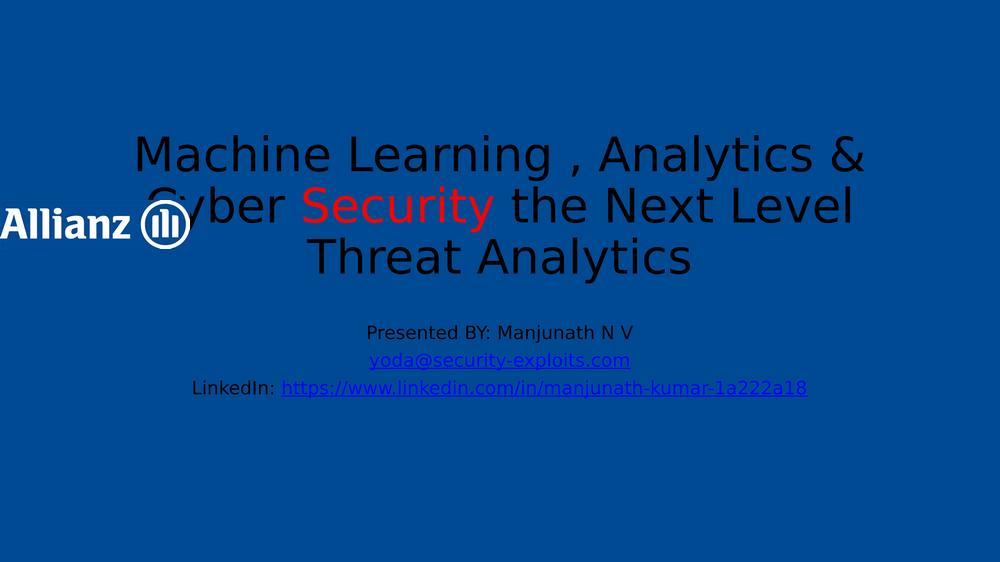 Machine Learning , Analytics &
Cyber Security the Next Level
Allianz
Threat Analytics
Presented BY: Manjunath N V
yoda@security-exploits.com
LinkedIn: https://www.linkedin.com/in/manjunath-kumar-1a222a18